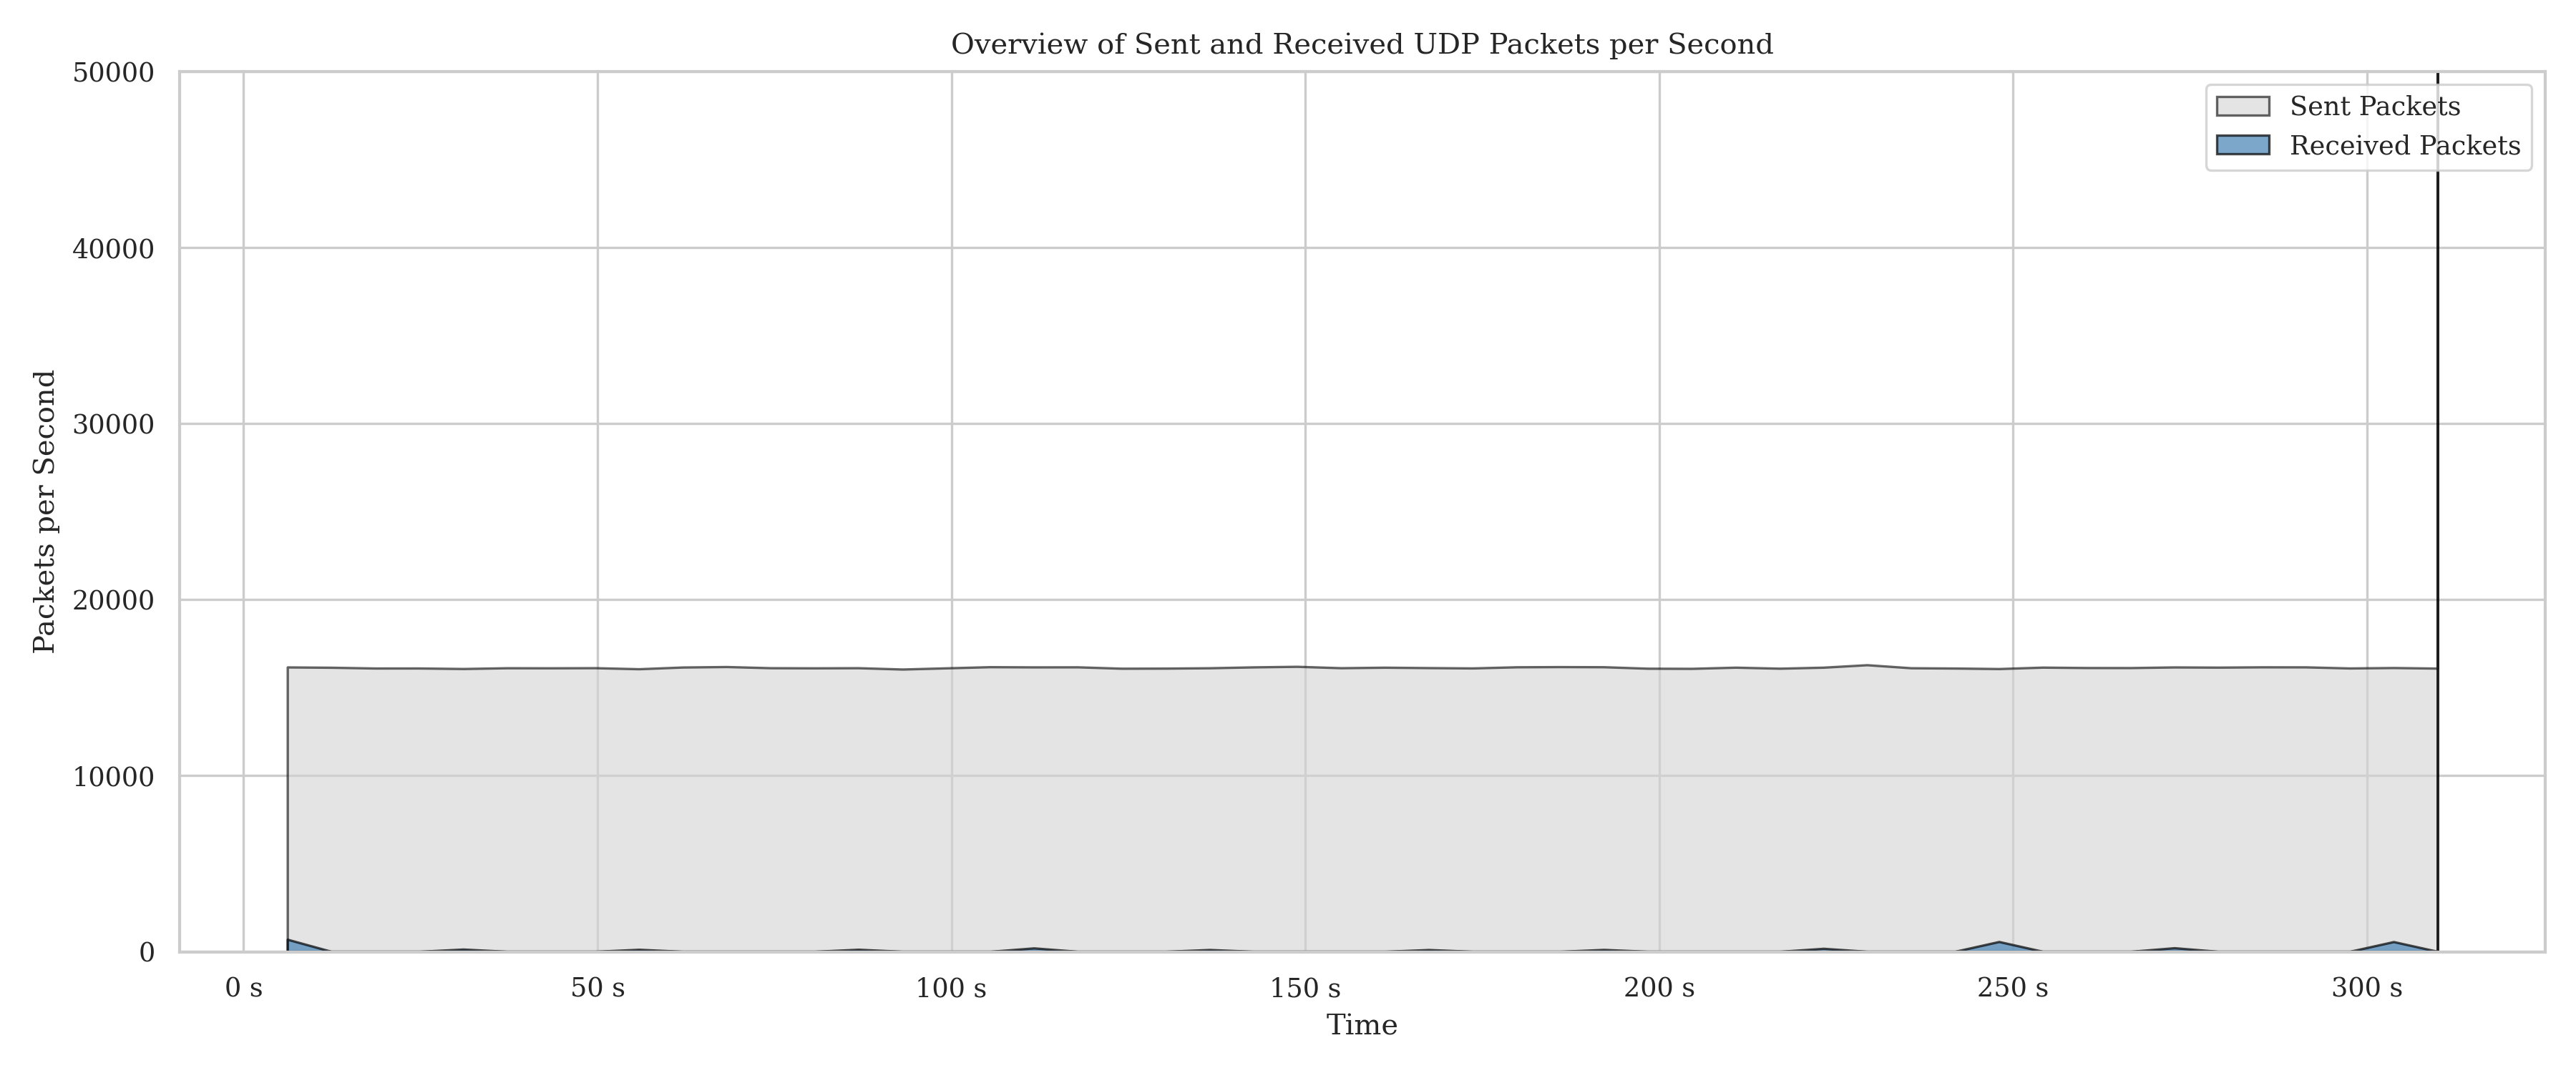 Overview of Sent and Received UDP Packets per Second
50000
40000
30000
20000
10000
0
Packets per Second
Sent Packets
Received Packets
0 s 50 s 100 s 150 s 200 s 250 s 300 s
Time